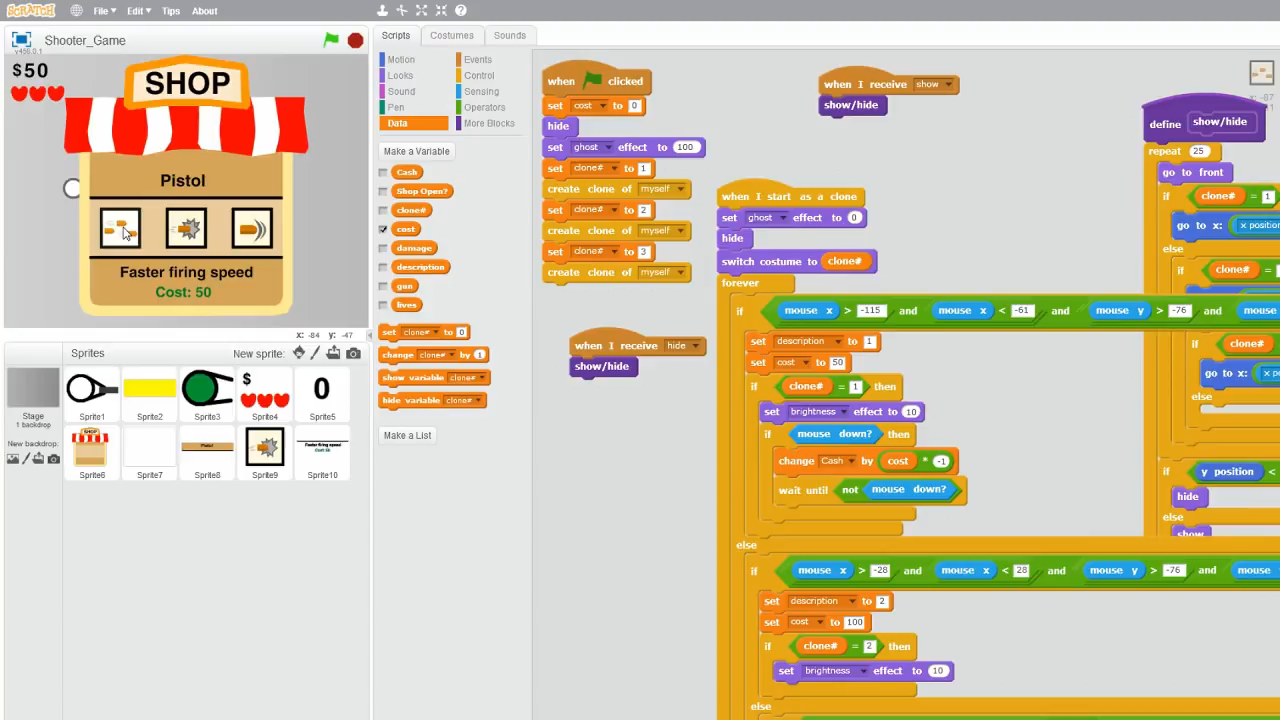 SCRATCH File Edit Tips About
Shooter_Game
v458.0.1
$50
SHOP
Pistol
Faster firing speed
Cost: 50
x: -84 y: -47
Sprites New sprite:
Stage
1 backdrop
New backdrop:
Sprite1 Sprite2 Sprite3 Sprite4 Sprite5
Sprite6 Sprite7 Sprite8 Sprite9 Sprite10
$
0
SHOP
Pistol
Faster firing speed
Cost: 50
Scripts Costumes Sounds
Motion Events
Looks Control
Sound Sensing
Pen Operators
Data More Blocks
Make a Variable
Cash
Shop Open?
clone#
cost
damage
description
gun
lives
set clone# to 0
change clone# by 1
show variable clone#
hide variable clone#
Make a List
when clicked
set cost to 0
hide
set ghost effect to 100
set clone# to 1
create clone of myself
set clone# to 2
create clone of myself
set clone# to 3
create clone of myself
when I receive hide
show/hide
when I receive show
show/hide
when I start as a clone
set ghost effect to 0
hide
switch costume to clone#
forever
if mouse x > -115 and mouse x < -61 and mouse y > -76 and mouse
set description to 1
set cost to 50
if clone# = 1 then
set brightness effect to 10
if mouse down? then
change Cash by cost * -1
wait until not mouse down?
else
if mouse x > -28 and mouse x < 28 and mouse y > -76 and mouse
set description to 2
set cost to 100
if clone# = 2 then
set brightness effect to 10
else
define show/hide
repeat 25
go to front
if clone# = 1
go to x: x position
else
if clone# =
if clone# =
go to x:
else
if y position <
hide
else
show